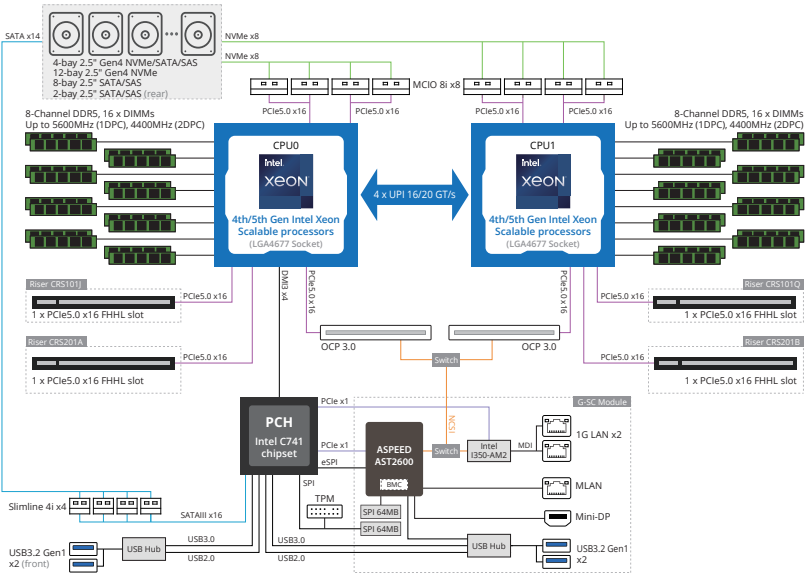 SATA x14
NVMe x8
NVMe x8
4-bay 2.5" Gen4 NVMe/SATA/SAS
12-bay 2.5" Gen4 NVMe
8-bay 2.5" SATA/SAS
2-bay 2.5" SATA/SAS (rear)
MCIO 8i x8
PCIe5.0 x16
PCIe5.0 x16
PCIe5.0 x16
PCIe5.0 x16
8-Channel DDR5, 16 x DIMMs
Up to 5600MHz (1DPC), 4400MHz (2DPC)
8-Channel DDR5, 16 x DIMMs
Up to 5600MHz (1DPC), 4400MHz (2DPC)
CPU0
intel
xeon
4th/5th Gen Intel Xeon
Scalable processors
(LGA4677 Socket)
4 x UPI 16/20 GT/s
CPU1
intel
xeon
4th/5th Gen Intel Xeon
Scalable processors
(LGA4677 Socket)
Riser CRS101J
PCIe5.0 x16
1 x PCIe5.0 x16 FHHL slot
DMI3 x4
PCIe5.0 x16
PCIe5.0 x16
Riser CRS101Q
PCIe5.0 x16
1 x PCIe5.0 x16 FHHL slot
Riser CRS201A
PCIe5.0 x16
1 x PCIe5.0 x16 FHHL slot
OCP 3.0
OCP 3.0
Switch
Riser CRS201B
PCIe5.0 x16
1 x PCIe5.0 x16 FHHL slot
PCIe x1
G-SC Module
PCH
Intel C741
chipset
NCSI
PCIe x1
eSPI
SPI
ASPEED
AST2600
BMC
Switch
Intel
I350-AM2
MDI
1G LAN x2
MLAN
Mini-DP
Slimline 4i x4
SATAIII x16
TPM
SPI 64MB
SPI 64MB
USB3.2 Gen1
x2 (front)
USB Hub
USB3.0
USB2.0
USB3.0
USB2.0
USB Hub
USB3.2 Gen1
x2